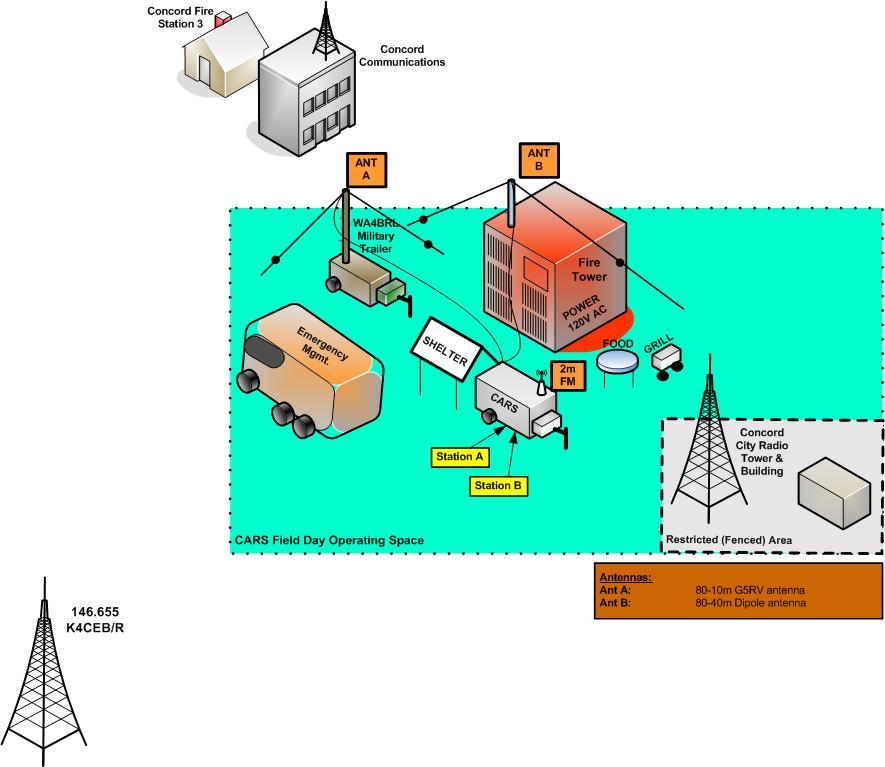 Concord Fire
Station 3
Concord
Communications
ANT
A
ANT
B
WA4BRL
Military
Trailer
Fire
Tower
POWER
120V AC
Emergency
Mgmt.
SHELTER
FOOD
GRILL
2m
FM
CARS
Station A
Station B
Concord
City Radio
Tower &
Building
CARS Field Day Operating Space
Restricted (Fenced) Area
Antennas:
Ant A: 80-10m G5RV antenna
Ant B: 80-40m Dipole antenna
146.655
K4CEB/R